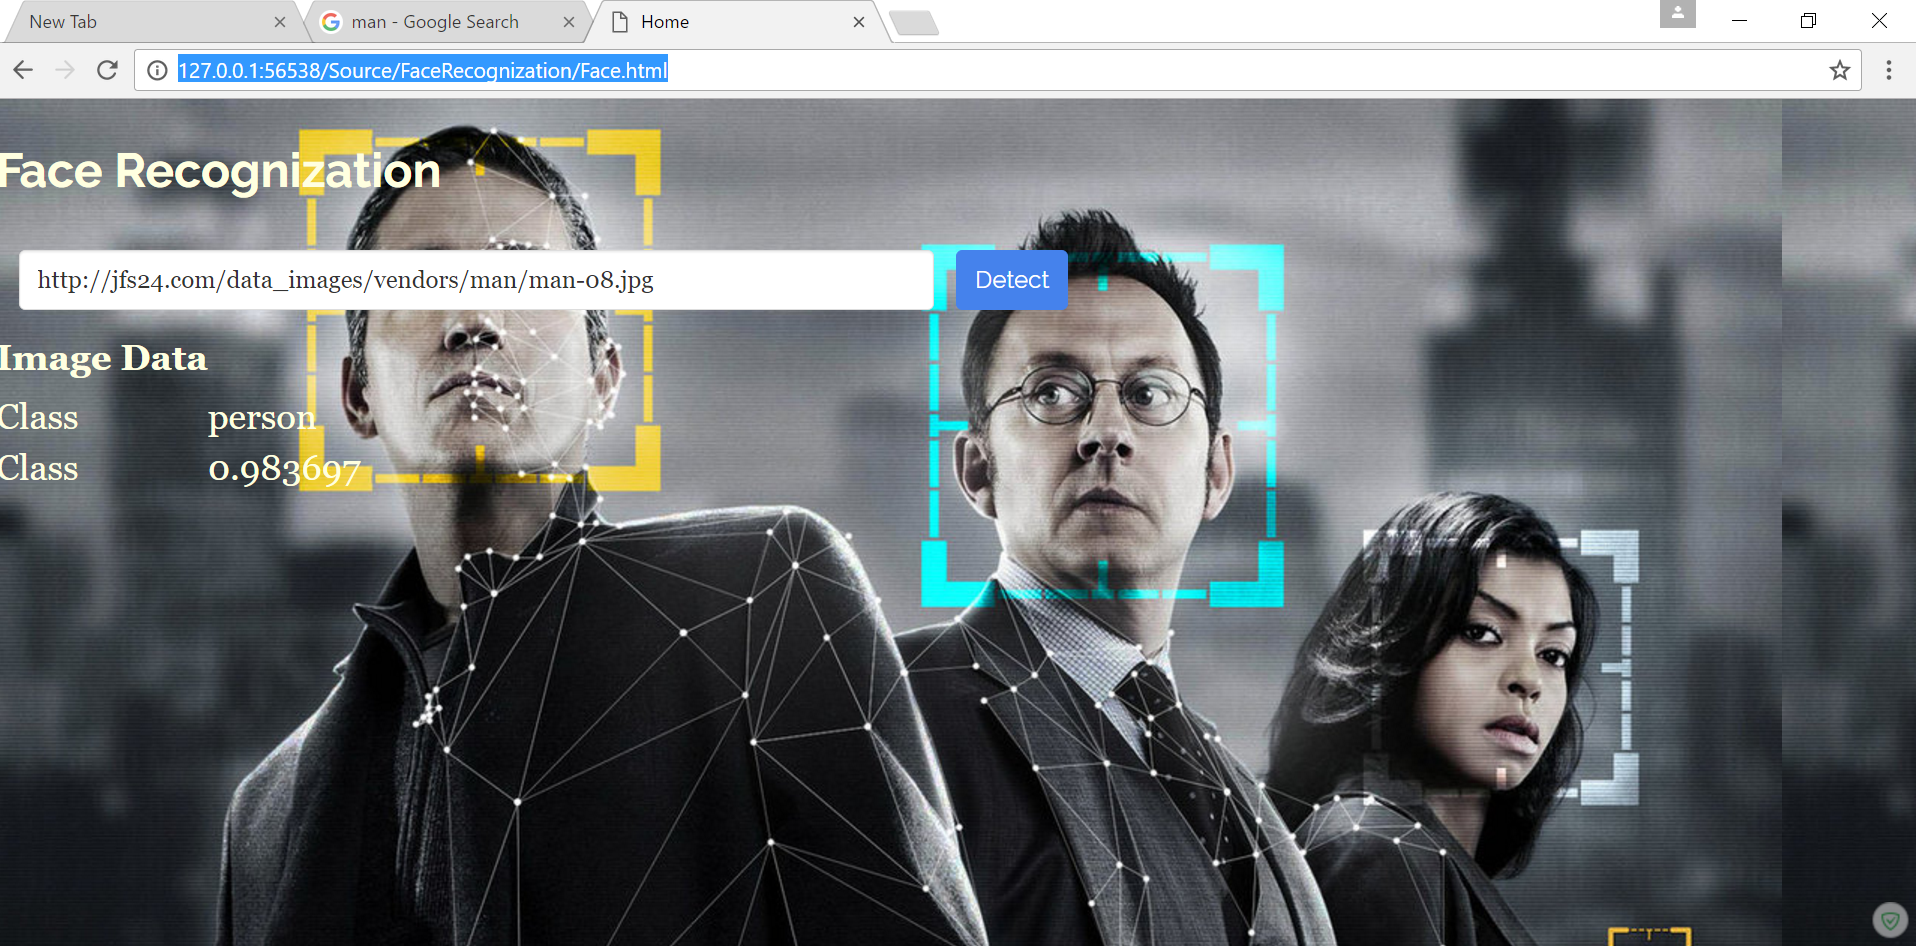 New Tab
man - Google Search
Home
127.0.0.1:56538/Source/FaceRecognization/Face.html
Face Recognization
http://jfs24.com/data_images/vendors/man/man-08.jpg
Detect
Image Data
Class person
Class 0.983697